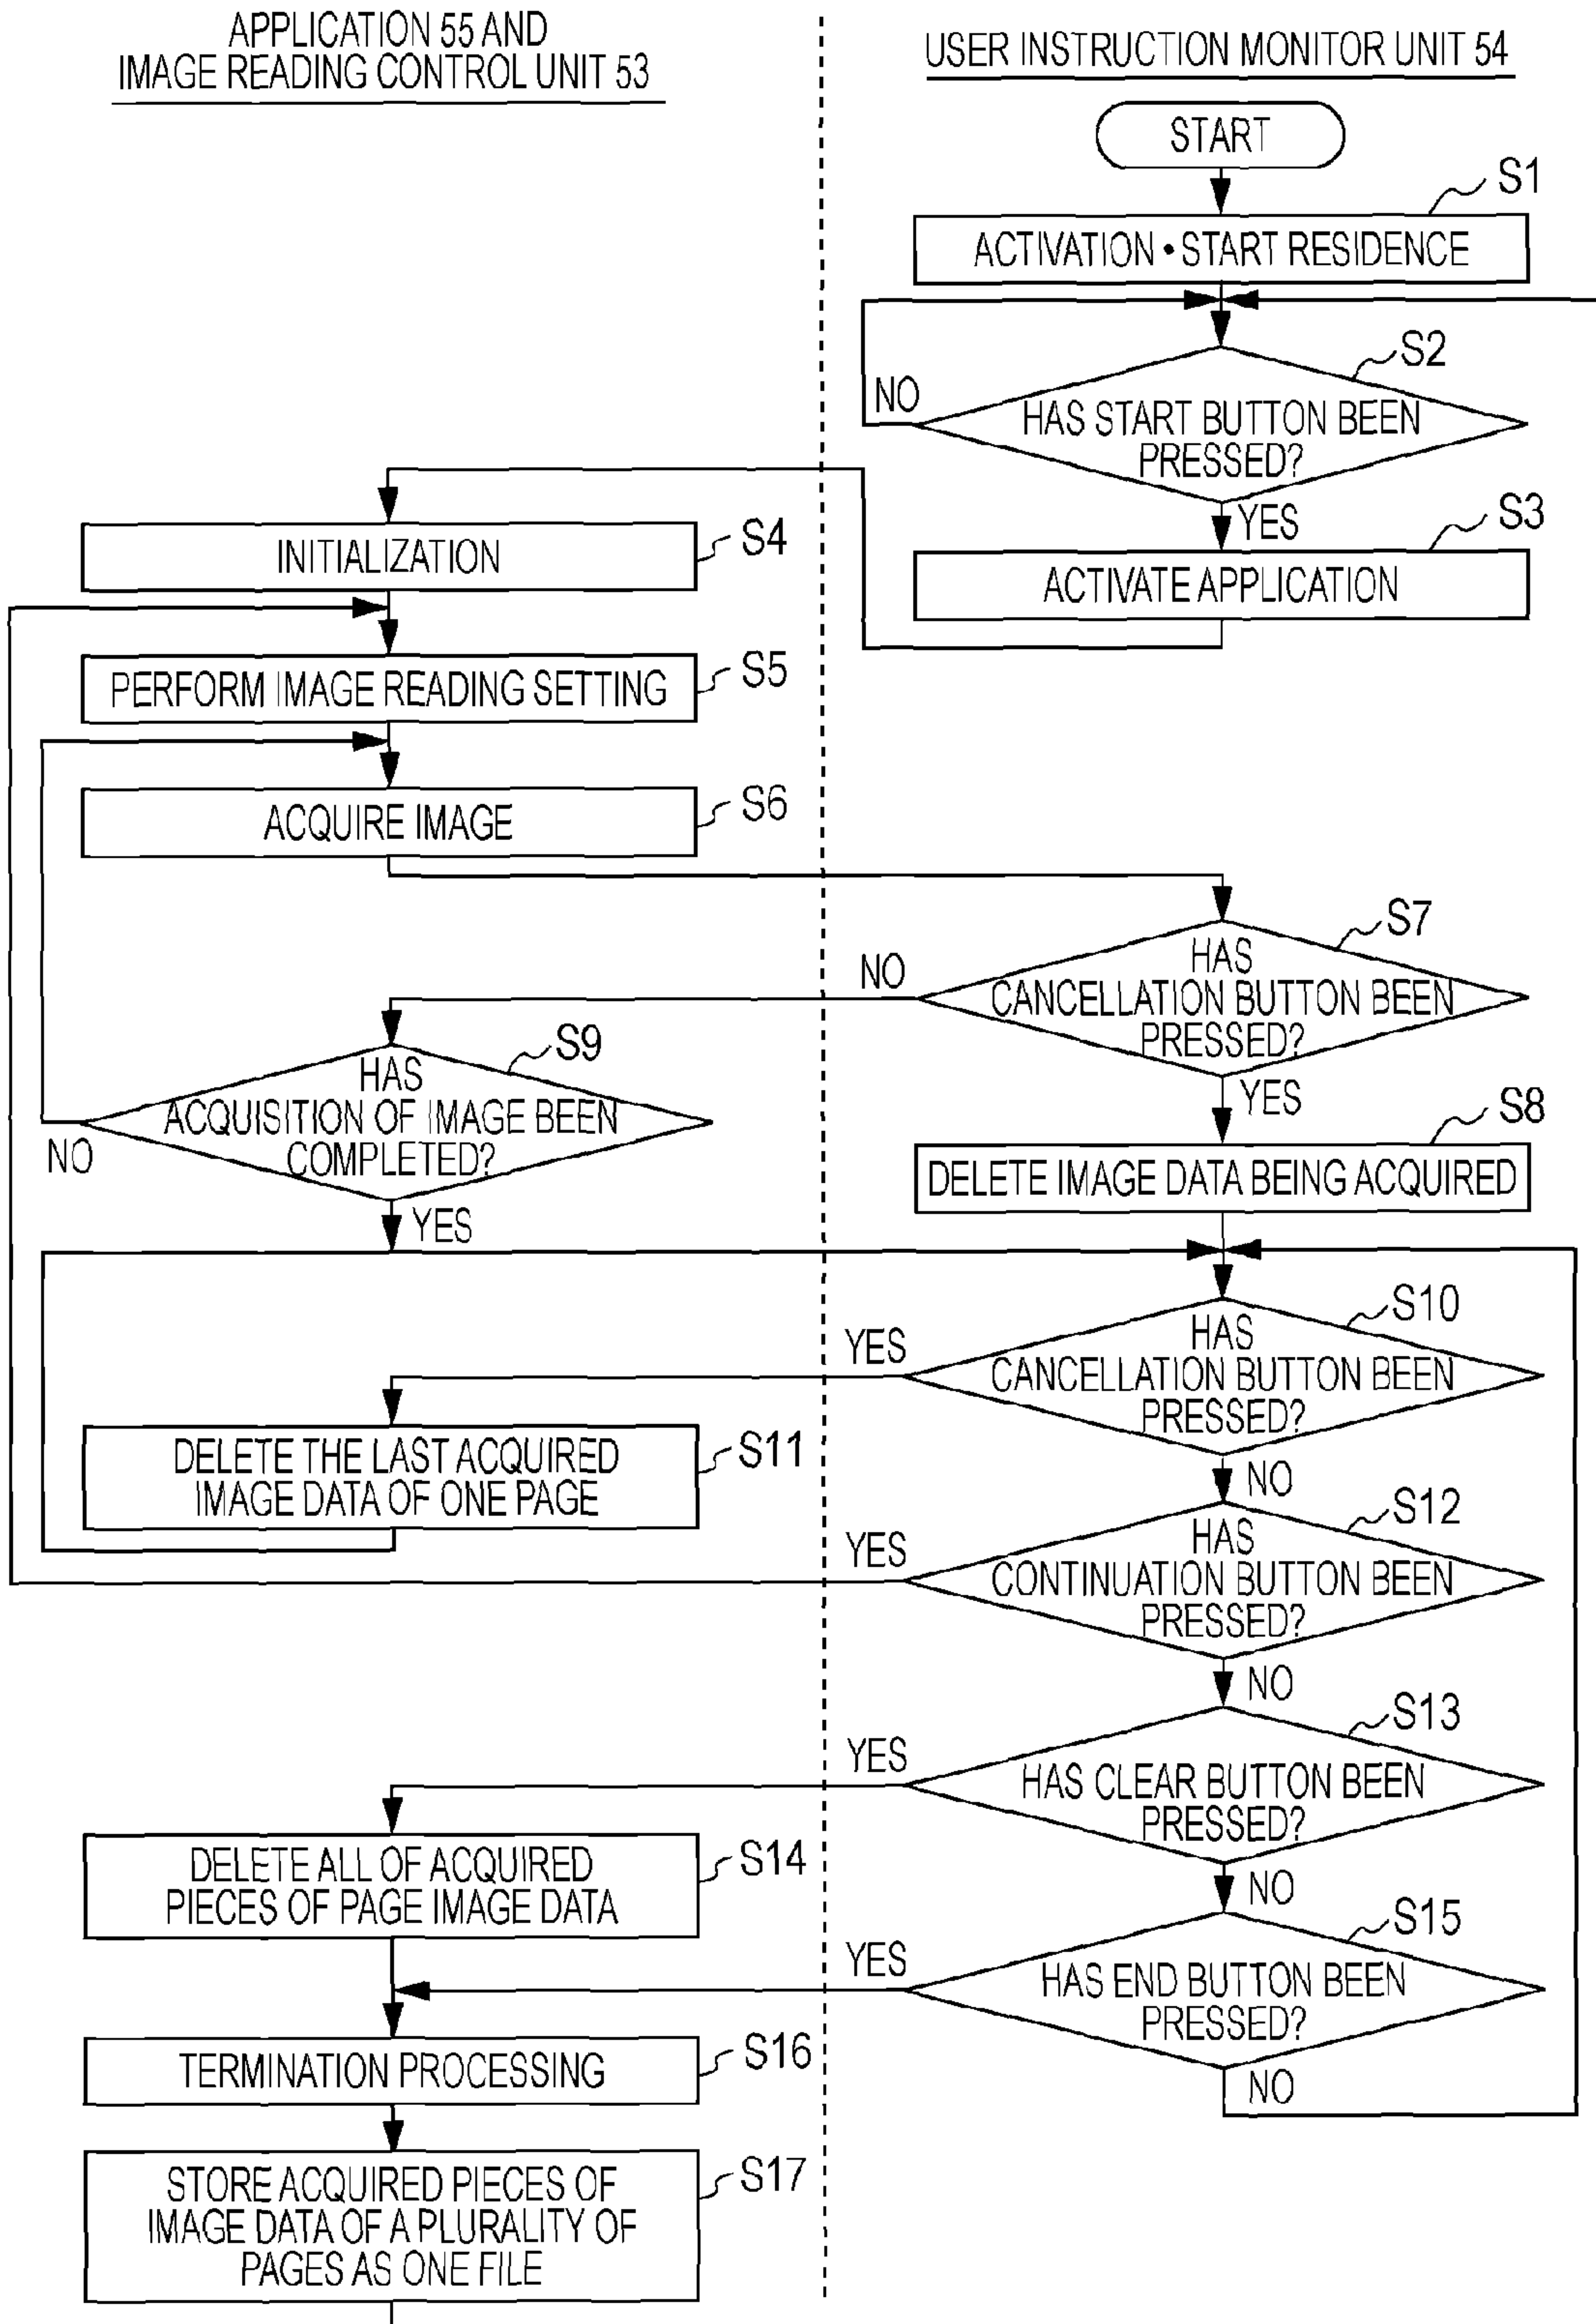 APPLICATION 55 AND
IMAGE READING CONTROL UNIT 53
USER INSTRUCTION MONITOR UNIT 54
START
S1
ACTIVATION • START RESIDENCE
S2
NO
HAS START BUTTON BEEN
PRESSED?
YES
S3
ACTIVATE APPLICATION
S4
INITIALIZATION
S5
PERFORM IMAGE READING SETTING
S6
ACQUIRE IMAGE
S7
NO
HAS
CANCELLATION BUTTON BEEN
PRESSED?
YES
S9
HAS
ACQUISITION OF IMAGE BEEN
COMPLETED?
NO
YES
S8
DELETE IMAGE DATA BEING ACQUIRED
S10
YES
HAS
CANCELLATION BUTTON BEEN
PRESSED?
NO
S11
DELETE THE LAST ACQUIRED
IMAGE DATA OF ONE PAGE
S12
YES
HAS
CONTINUATION BUTTON BEEN
PRESSED?
NO
S13
YES
HAS CLEAR BUTTON BEEN
PRESSED?
NO
S14
DELETE ALL OF ACQUIRED
PIECES OF PAGE IMAGE DATA
S15
YES
HAS END BUTTON BEEN
PRESSED?
NO
S16
TERMINATION PROCESSING
S17
STORE ACQUIRED PIECES OF
IMAGE DATA OF A PLURALITY OF
PAGES AS ONE FILE